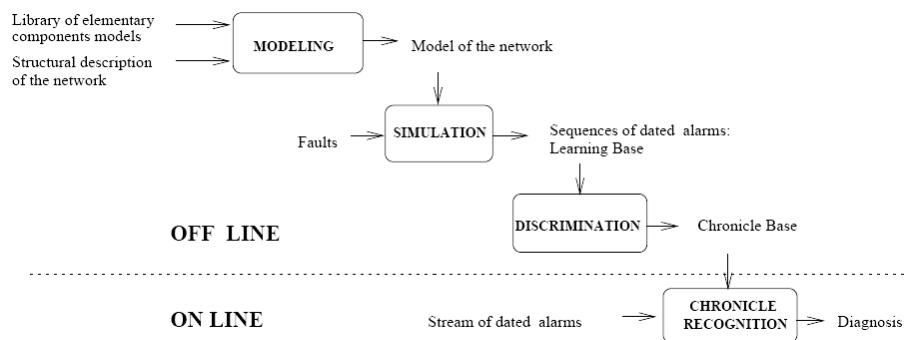 Library of elementary
components models
Structural description
of the network
MODELING
Model of the network
Faults
SIMULATION
Sequences of dated alarms:
Learning Base
OFF LINE
DISCRIMINATION
Chronicle Base
ON LINE
Stream of dated alarms
CHRONICLE
RECOGNITION
Diagnosis